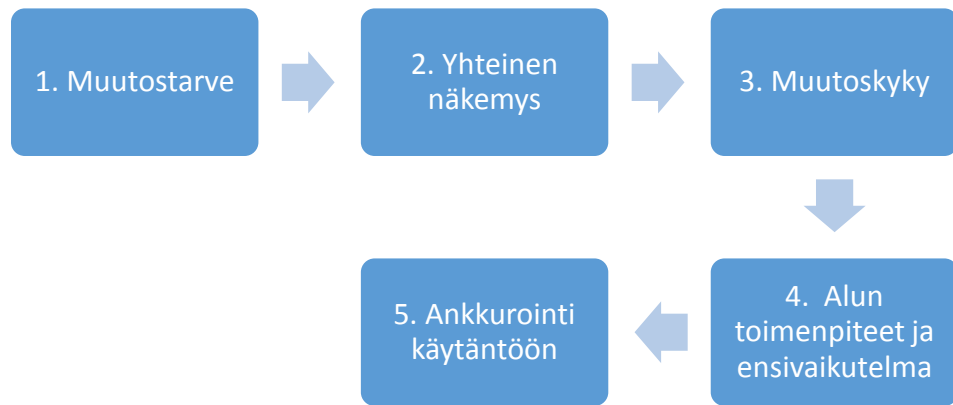 1. Muutostarve
2. Yhteinen
näkemys
3. Muutoskyky
4. Alun
toimenpiteet ja
ensivaikutelma
5. Ankkurointi
käytäntöön